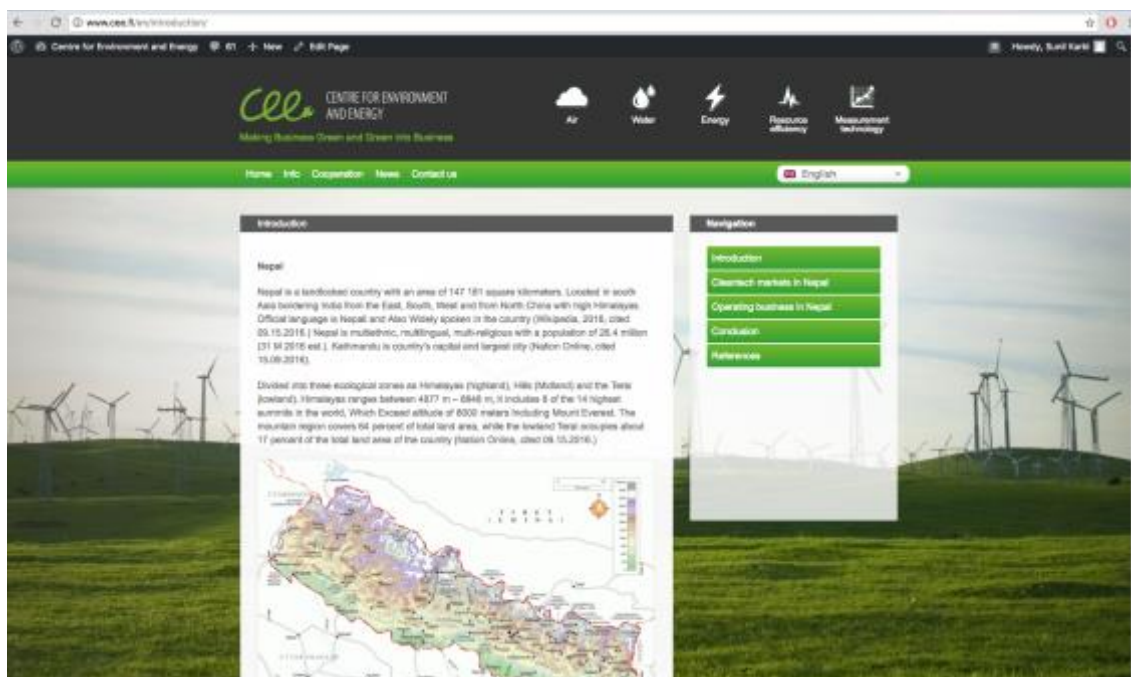 www.cee.fi/en/introduction/
Centre for Environment and Energy 61 + New Edit Page
Howdy, Sunil Karki
cee
CENTRE FOR ENVIRONMENT
AND ENERGY
Making Business Green and Green into Business
Air
Water
Energy
Resource
efficiency
Measurement
technology
Home Info Cooperation News Contact us
English
Introduction
Nepal
Nepal is a landlocked country with an area of 147 181 square kilometers. Located in south
Asia bordering India from the East, South, West and from North China with high Himalayas.
Official language is Nepali and Also Widely spoken in the country (Wikipedia, 2016, cited
09.15.2016.) Nepal is multiethnic, multilingual, multi-religious with a population of 26.4 million
(31 M 2016 est.). Kathmandu is country's capital and largest city (Nation Online, cited
15.09.2016).
Divided into three ecological zones as Himalayas (highland), Hills (Midland) and the Terai
(lowland). Himalayas ranges between 4877 m – 8848 m, it includes 8 of the 14 highest
summits in the world, Which Exceed altitude of 8000 meters Including Mount Everest. The
mountain region covers 64 percent of total land area, while the lowland Terai occupies about
17 percent of the total land area of the country (Nation Online, cited 09.15.2016.)
Navigation
Introduction
Cleantech markets in Nepal
Operating business in Nepal
Conclusion
References